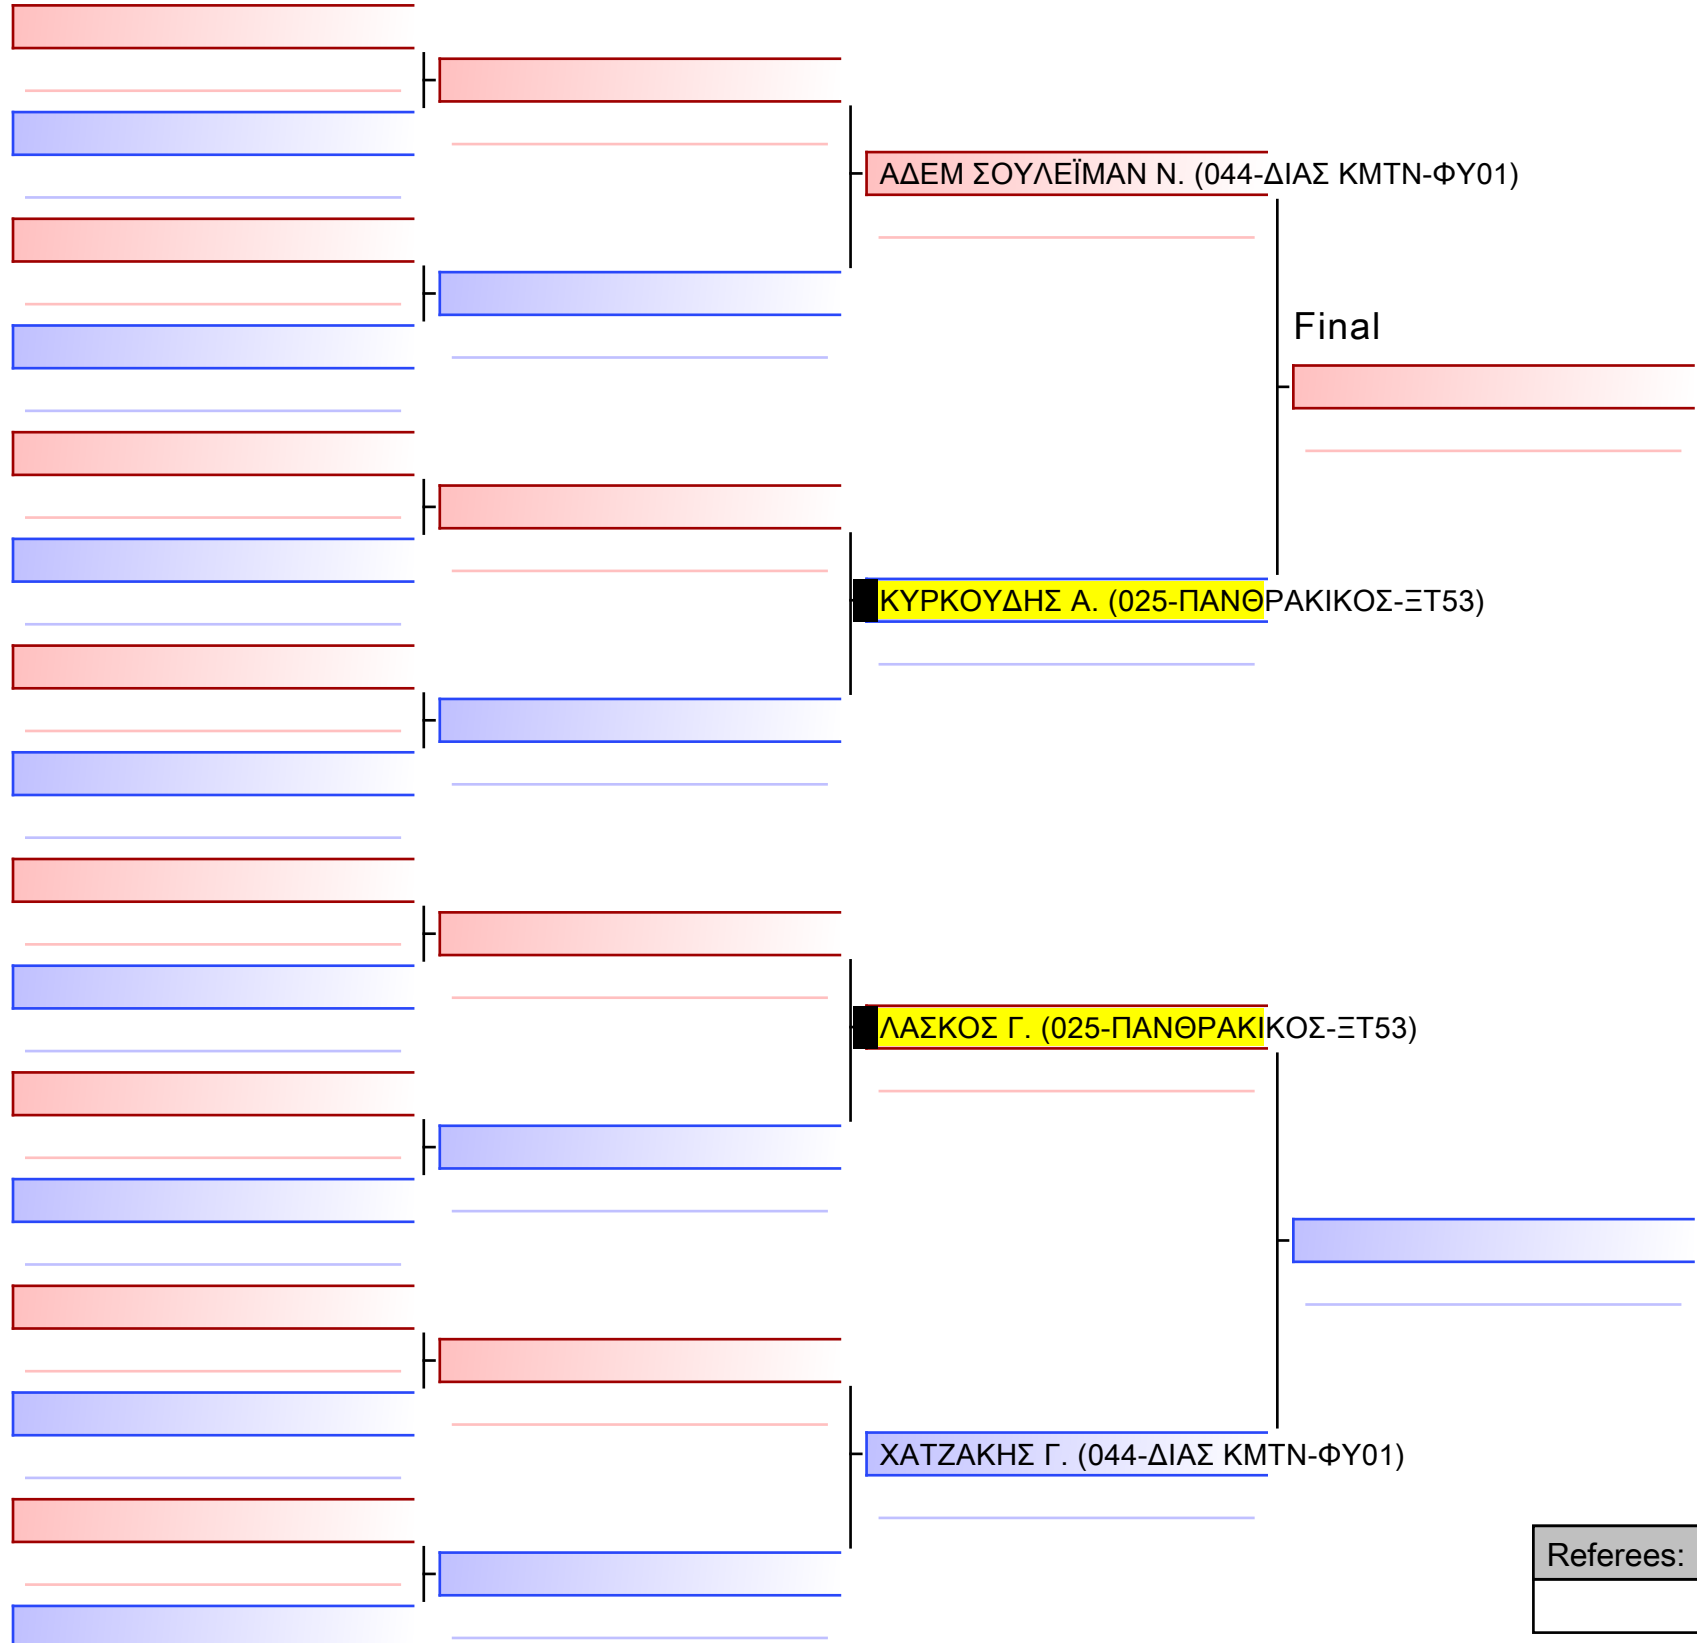 ΑΔΕΜ ΣΟΥΛΕΪΜΑΝ Ν. (044-ΔΙΑΣ ΚΜΤΝ-ΦΥ01)
Final
ΚΥΡΚΟΥΔΗΣ Α. (025-ΠΑΝΘΡΑΚΙΚΟΣ-ΞΤ53)
ΛΑΣΚΟΣ Γ. (025-ΠΑΝΘΡΑΚΙΚΟΣ-ΞΤ53)
ΧΑΤΖΑΚΗΣ Γ. (044-ΔΙΑΣ ΚΜΤΝ-ΦΥ01)
Referees: